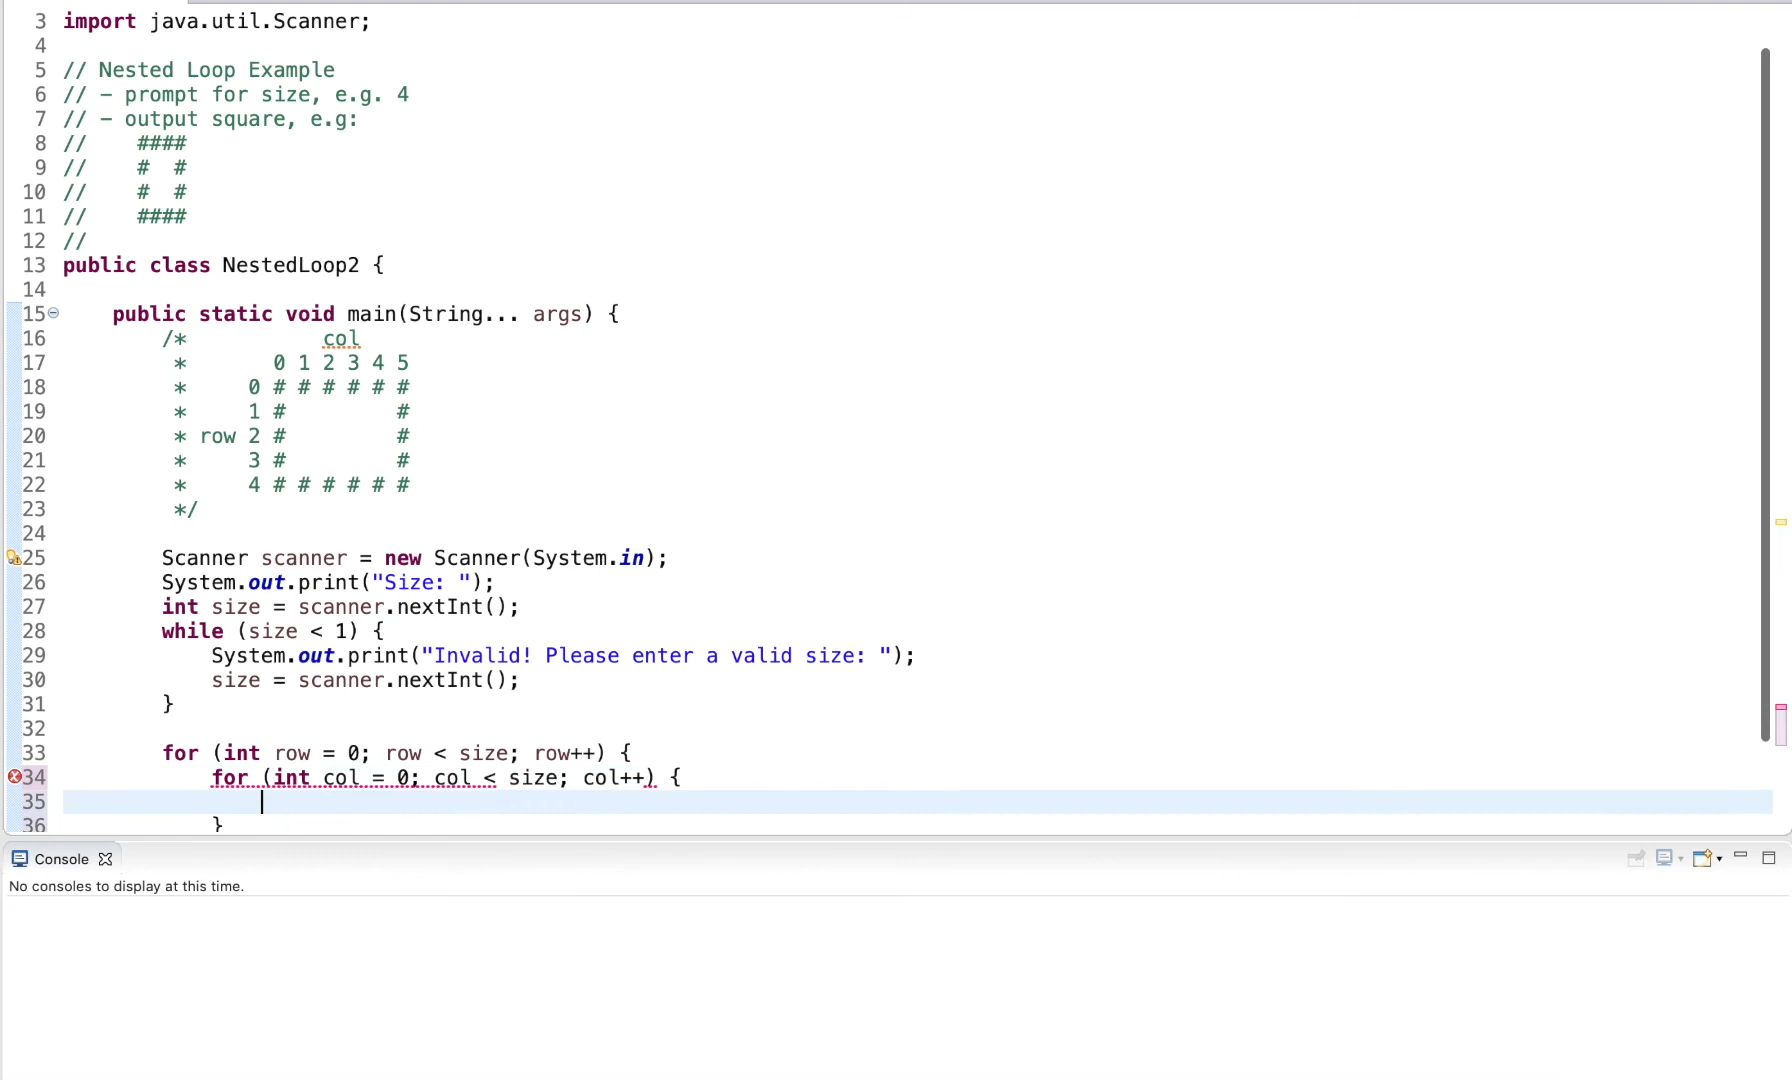 3 import java.util.Scanner;
4
5 // Nested Loop Example
6 // – prompt for size, e.g. 4
7 // – output square, e.g:
8 //    ####
9 //    #  #
10 //    #  #
11 //    ####
12 //
13 public class NestedLoop2 {
14
15     public static void main(String... args) {
16         /*           col
17          *       0 1 2 3 4 5
18          *     0 # # # # # #
19          *     1 #         #
20          * row 2 #         #
21          *     3 #         #
22          *     4 # # # # # #
23          */
24
25         Scanner scanner = new Scanner(System.in);
26         System.out.print("Size: ");
27         int size = scanner.nextInt();
28         while (size < 1) {
29             System.out.print("Invalid! Please enter a valid size: ");
30             size = scanner.nextInt();
31         }
32
33         for (int row = 0; row < size; row++) {
34             for (int col = 0; col < size; col++) {
35
36             }
Console
No consoles to display at this time.